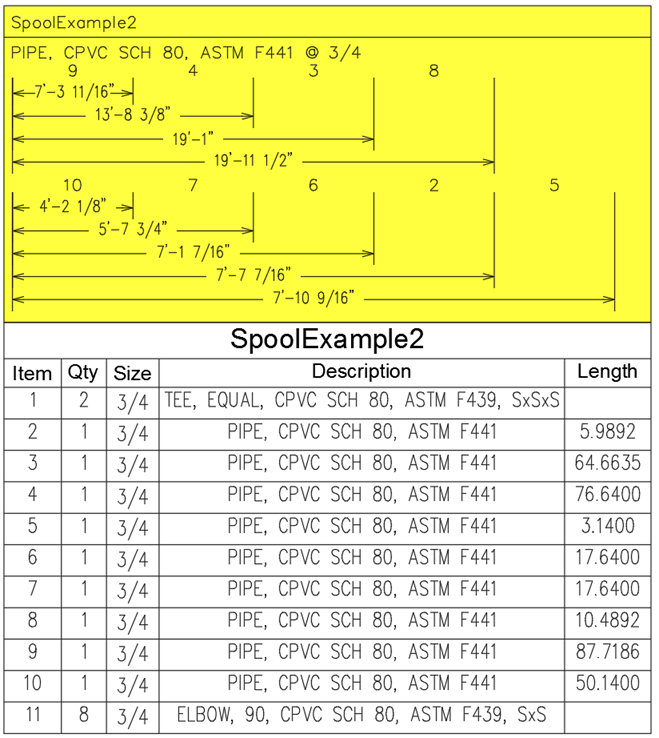 SpoolExample2
PIPE, CPVC SCH 80, ASTM F441 @ 3/4
9 4 3 8
7'-3 11/16"
13'-8 3/8"
19'-1"
19'-11 1/2"
10 7 6 2 5
4'-2 1/8"
5'-7 3/4"
7'-1 7/16"
7'-7 7/16"
7'-10 9/16"
SpoolExample2
Item Qty Size Description Length
1 2 3/4 TEE, EQUAL, CPVC SCH 80, ASTM F439, SxSxS
2 1 3/4 PIPE, CPVC SCH 80, ASTM F441 5.9892
3 1 3/4 PIPE, CPVC SCH 80, ASTM F441 64.6635
4 1 3/4 PIPE, CPVC SCH 80, ASTM F441 76.6400
5 1 3/4 PIPE, CPVC SCH 80, ASTM F441 3.1400
6 1 3/4 PIPE, CPVC SCH 80, ASTM F441 17.6400
7 1 3/4 PIPE, CPVC SCH 80, ASTM F441 17.6400
8 1 3/4 PIPE, CPVC SCH 80, ASTM F441 10.4892
9 1 3/4 PIPE, CPVC SCH 80, ASTM F441 87.7186
10 1 3/4 PIPE, CPVC SCH 80, ASTM F441 50.1400
11 8 3/4 ELBOW, 90, CPVC SCH 80, ASTM F439, SxS